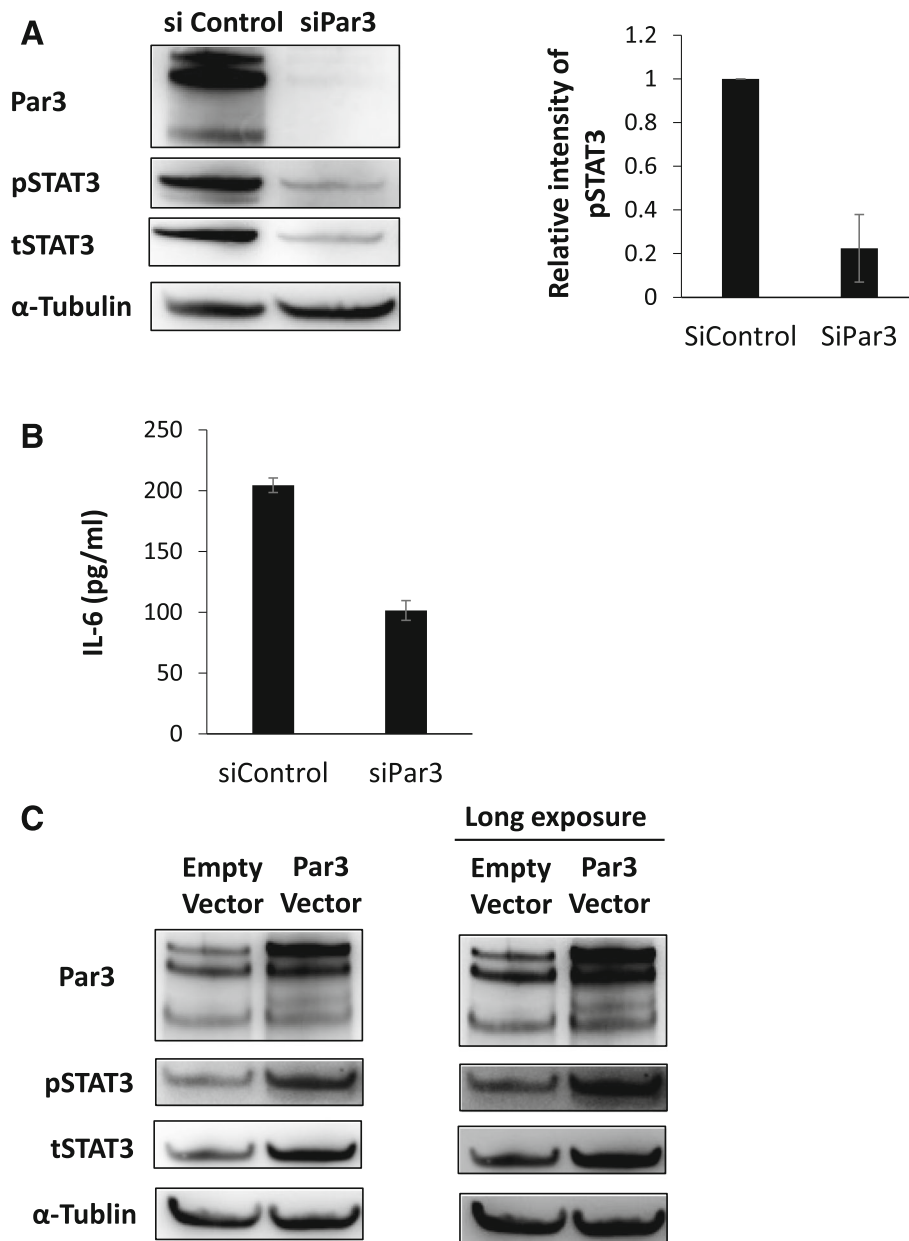 A
si Control siPar3
Par3
pSTAT3
tSTAT3
α-Tubulin
Relative intensity of
pSTAT3
1.2
1
0.8
0.6
0.4
0.2
0
SiControl SiPar3
B
IL-6 (pg/ml)
250
200
150
100
50
0
siControl siPar3
C
Long exposure
Empty Par3 Empty Par3
Vector Vector Vector Vector
Par3
pSTAT3
tSTAT3
α-Tublin